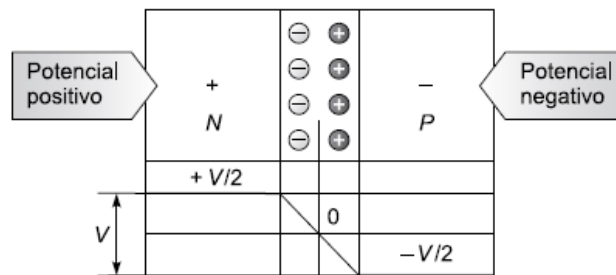 Potencial
positivo
+
N
− +
− +
− +
− +
−
P
Potencial
negativo
+ V/2
V
0
−V/2